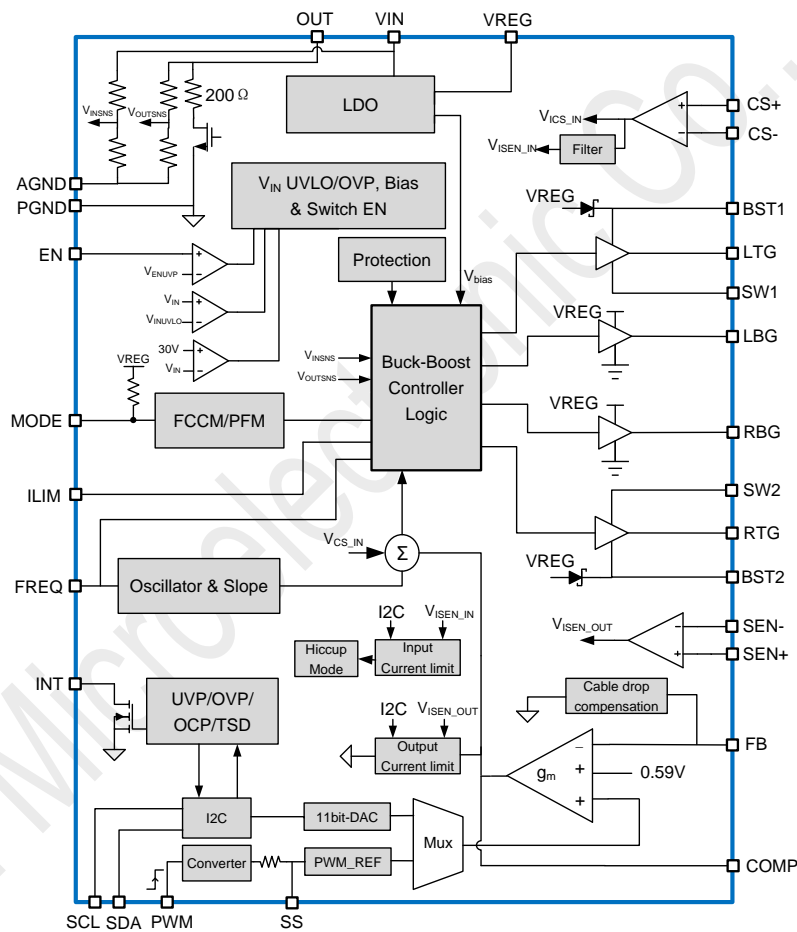 OUT VIN VREG
200 Ω
LDO
VINSNS
VOUTSNS
VICS_IN
VISEN_IN
Filter
CS+
CS-
AGND
PGND
VIN UVLO/OVP, Bias
& Switch EN
VREG
BST1
EN
VENUVP
Protection
Vbias
LTG
SW1
VIN
VINUVLO
VREG
LBG
30V
VIN
VREG
VINSNS
VOUTSNS
Buck-Boost
Controller
Logic
VREG
MODE
FCCM/PFM
RBG
ILIM
SW2
VCS_IN
Σ
RTG
FREQ
Oscillator & Slope
VREG
BST2
I2C
VISEN_IN
VISEN_OUT
SEN-
SEN+
Hiccup
Mode
Input
Current limit
INT
UVP/OVP/
OCP/TSD
Cable drop
compensation
I2C
VISEN_OUT
Output
Current limit
FB
gm
0.59V
I2C
11bit-DAC
Mux
Converter
PWM_REF
COMP
SCL SDA PWM SS
Microelectronic Co.,